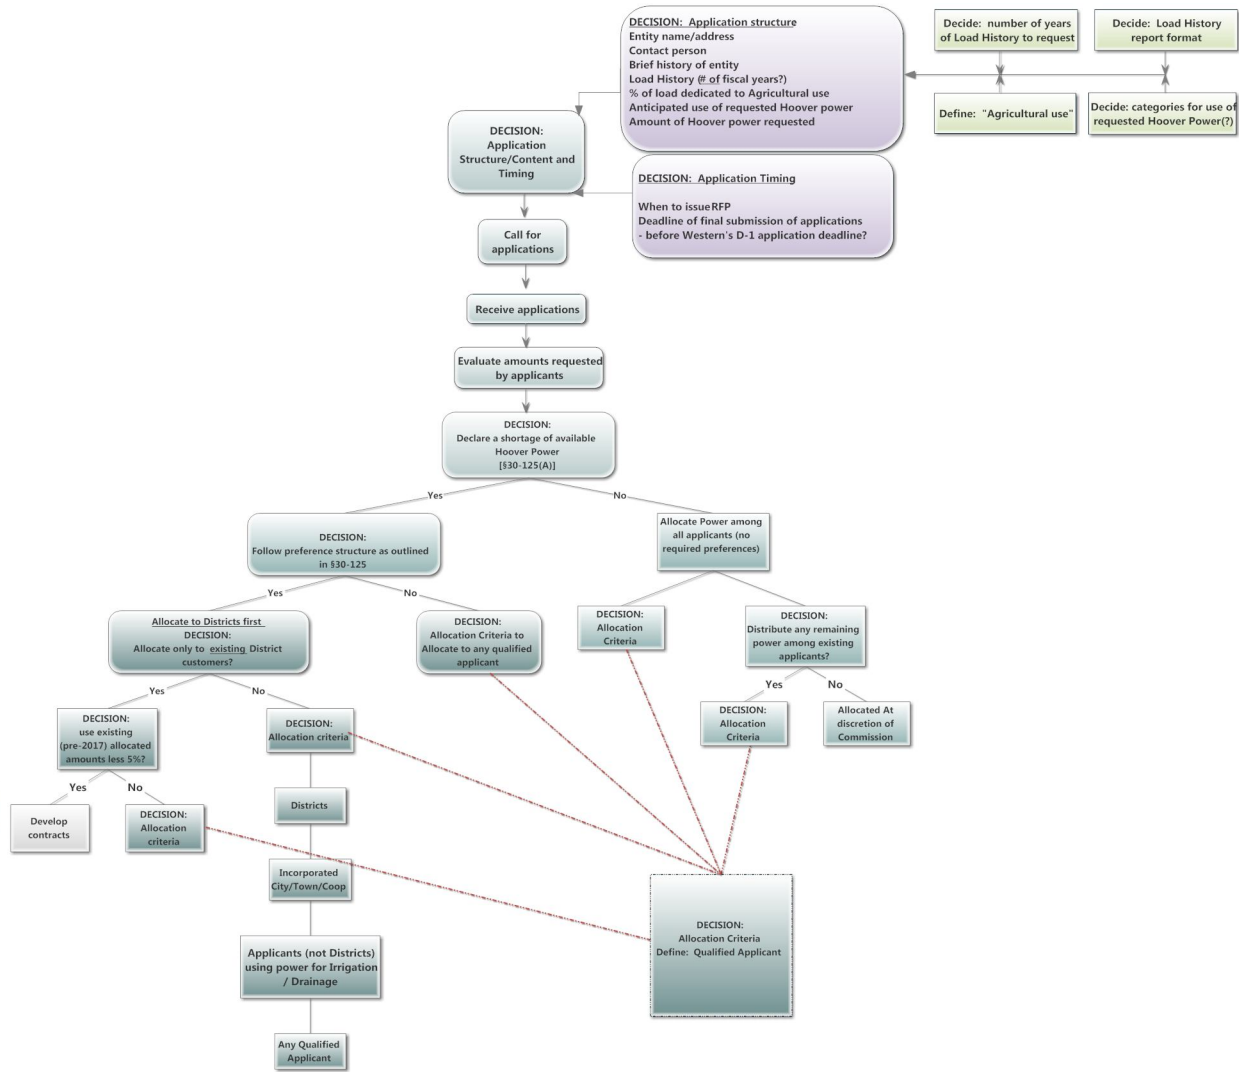 DECISION: Application structure
Entity name/address
Contact person
Brief history of entity
Load History (# of fiscal years?)
% of load dedicated to Agricultural use
Anticipated use of requested Hoover power
Amount of Hoover power requested
Decide: number of years
of Load History to request
Decide: Load History
report format
Define: "Agricultural use"
Decide: categories for use of
requested Hoover Power(?)
DECISION:
Application
Structure/Content and
Timing
DECISION: Application Timing
When to issueRFP
Deadline of final submission of applications
- before Western's D-1 application deadline?
Call for
applications
Receive applications
Evaluate amounts requested
by applicants
DECISION:
Declare a shortage of available
Hoover Power
[§30-125(A)]
Yes
No
DECISION:
Follow preference structure as outlined
in §30-125
Allocate Power among
all applicants (no
required preferences)
Yes
No
Allocate to Districts first
DECISION:
Allocate only to existing District
customers?
DECISION:
Allocation Criteria to
Allocate to any qualified
applicant
DECISION:
Allocation
Criteria
DECISION:
Distribute any remaining
power among existing
applicants?
Yes
No
Yes
No
DECISION:
use existing
(pre-2017) allocated
amounts less 5%?
DECISION:
Allocation criteria
DECISION:
Allocation
Criteria
Allocated At
discretion of
Commission
Yes
No
Develop
contracts
DECISION:
Allocation
criteria
Districts
Incorporated
City/Town/Coop
Applicants (not Districts)
using power for Irrigation
/ Drainage
Any Qualified
Applicant
DECISION:
Allocation Criteria
Define: Qualified Applicant